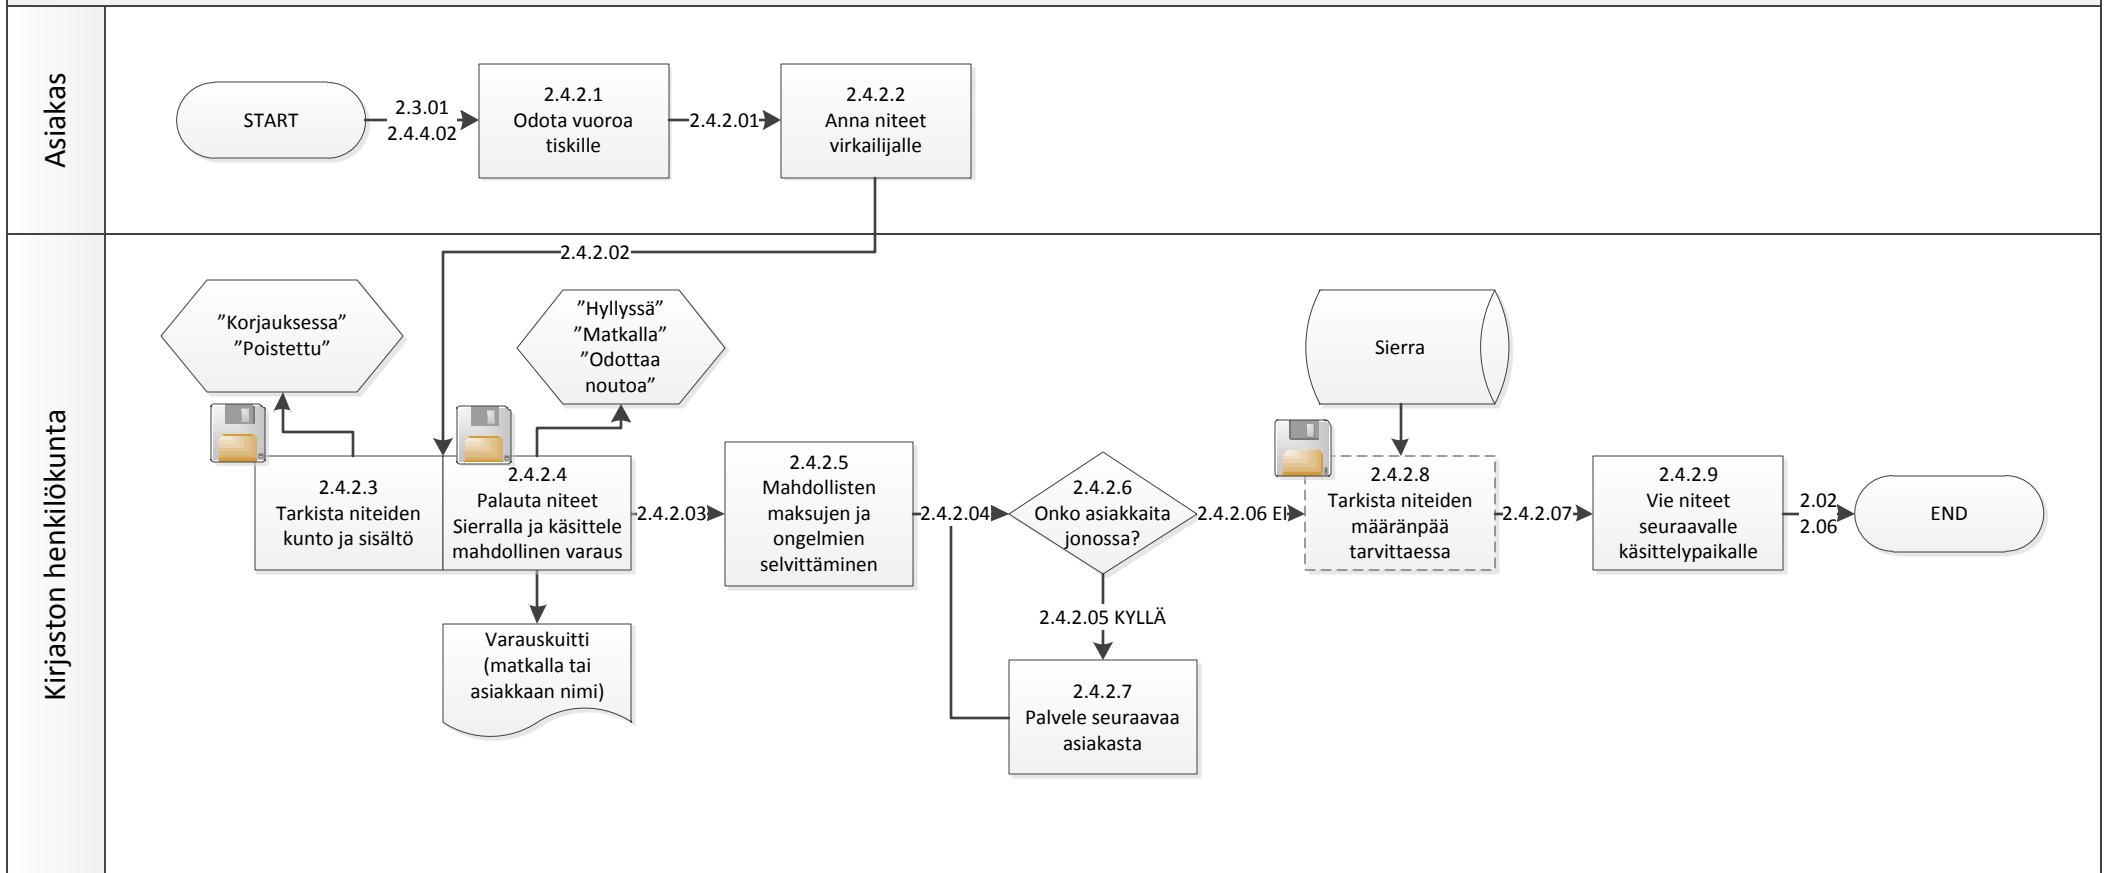 Asiakas
START
2.3.01
2.4.4.02
2.4.2.1
Odota vuoroa
tiskille
2.4.2.01
2.4.2.2
Anna niteet
virkailijalle
Kirjaston henkilökunta
2.4.2.02
”Korjauksessa”
”Poistettu”
”Hyllyssä”
”Matkalla”
”Odottaa
noutoa”
Sierra
2.4.2.3
Tarkista niteiden
kunto ja sisältö
2.4.2.4
Palauta niteet
Sierralla ja käsittele
mahdollinen varaus
2.4.2.03
2.4.2.5
Mahdollisten
maksujen ja
ongelmien
selvittäminen
2.4.2.04
2.4.2.6
Onko asiakkaita
jonossa?
2.4.2.06 EI
2.4.2.8
Tarkista niteiden
määränpää
tarvittaessa
2.4.2.07
2.4.2.9
Vie niteet
seuraavalle
käsittelypaikalle
2.02
2.06
END
Varauskuitti
(matkalla tai
asiakkaan nimi)
2.4.2.05 KYLLÄ
2.4.2.7
Palvele seuraavaa
asiakasta